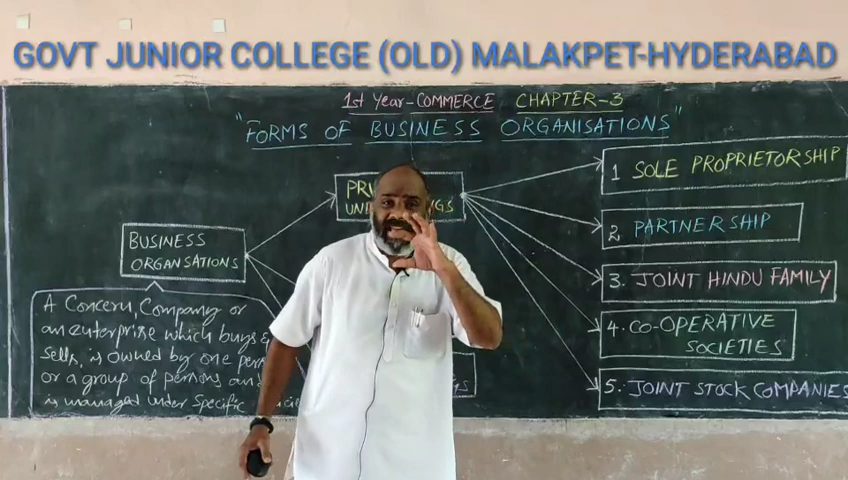 GOVT JUNIOR COLLEGE (OLD) MALAKPET-HYDERABAD
1st Year-COMMERCE CHAPTER-3
"FORMS OF BUSINESS ORGANISATIONS"
1 SOLE PROPRIETORSHIP
2 PARTNERSHIP
3. JOINT HINDU FAMILY
4. CO-OPERATIVE
SOCIETIES
5. JOINT STOCK COMPANIES
BUSINESS
ORGANSATIONS
A Concern, Company or
an enterprise which buys &
sells, is owned by one
or a group of persons
is managed under Specific